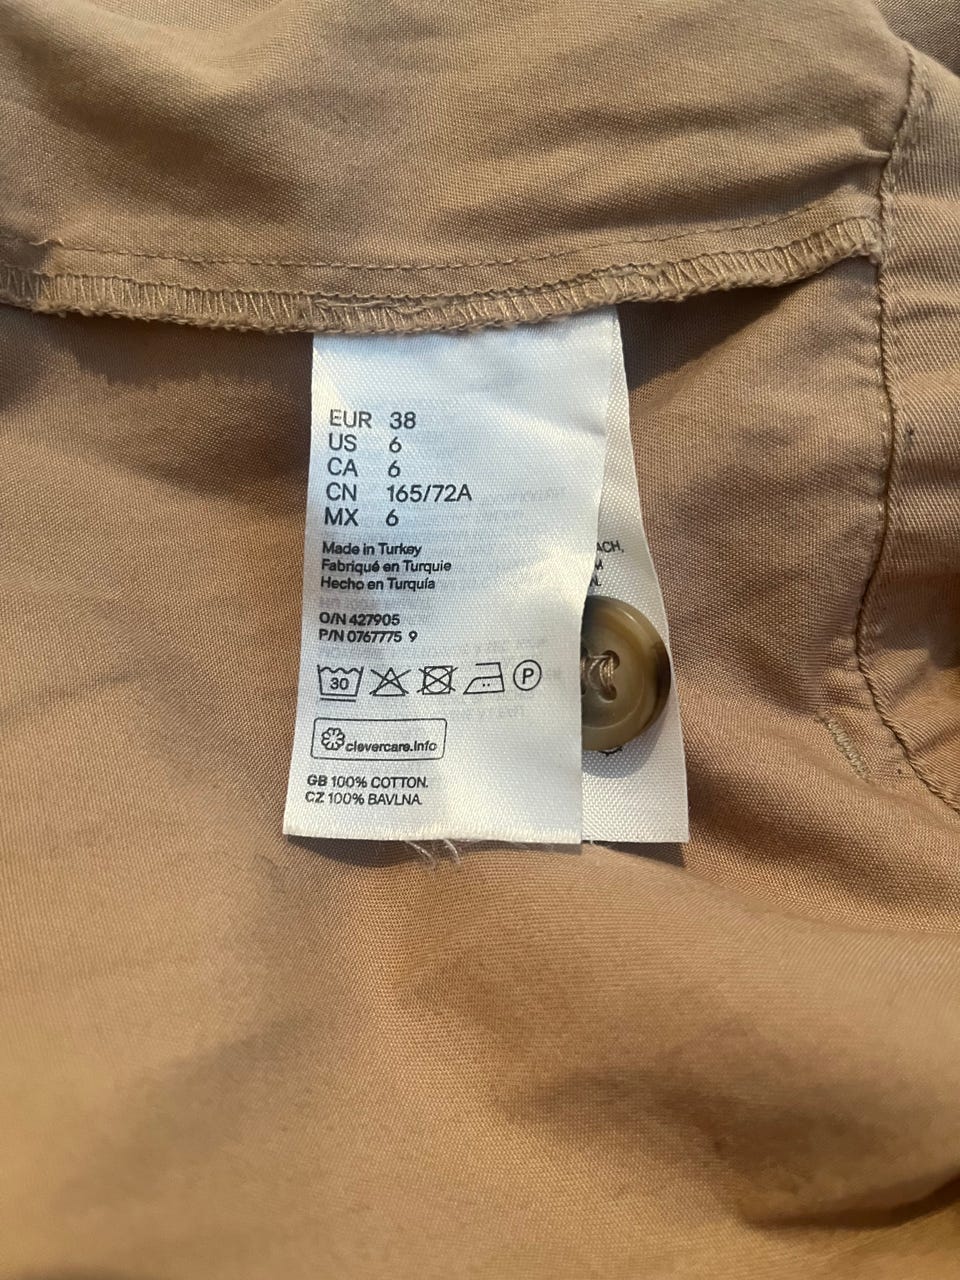 EUR 38
US 6
CA 6
CN 165/72A
MX 6
Made in Turkey
Fabriqué en Turquie
Hecho en Turquía
O/N 427905
P/N 0767775 9
30
P
clevercare.info
GB 100% COTTON.
CZ 100% BAVLNA.